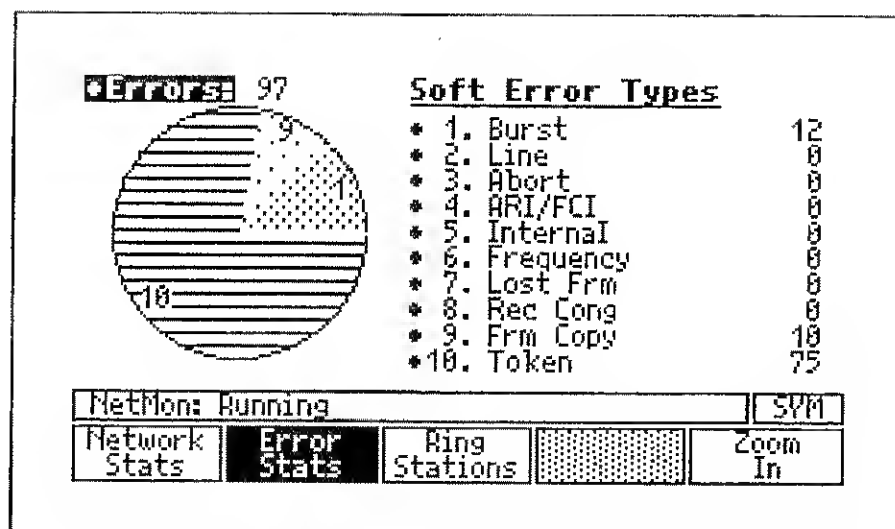 *Errors: 97
Soft Error Types
* 1. Burst 12
* 2. Line 0
* 3. Abort 0
* 4. ARI/FCI 0
* 5. Internal 0
* 6. Frequency 0
* 7. Lost Frm 0
* 8. Rec Cong 0
* 9. Frm Copy 10
*10. Token 75
9
1
10
NetMon: Running SYM
Network Stats
Error Stats
Ring Stations
Zoom In